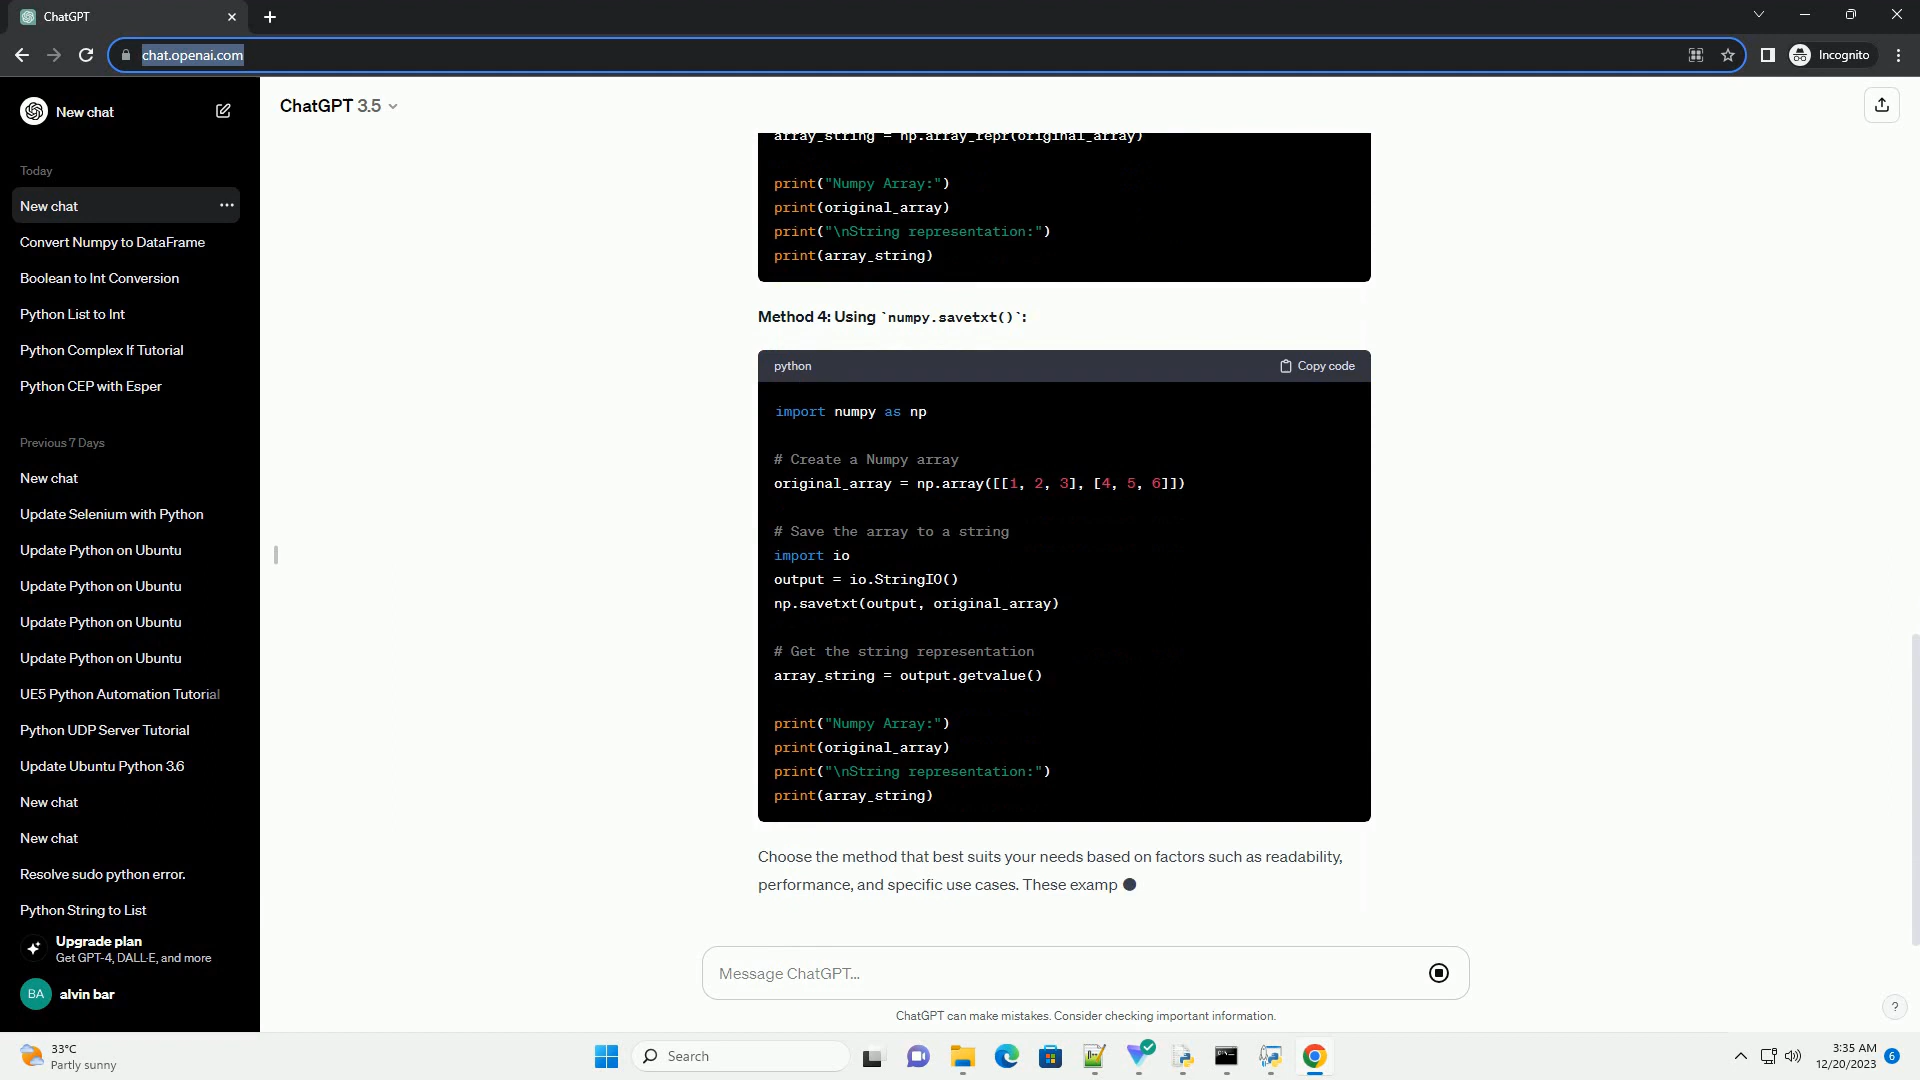 ChatGPT
chat.openai.com
Incognito
New chat
Today
New chat
Convert Numpy to DataFrame
Boolean to Int Conversion
Python List to Int
Python Complex If Tutorial
Python CEP with Esper
Previous 7 Days
New chat
Update Selenium with Python
Update Python on Ubuntu
Update Python on Ubuntu
Update Python on Ubuntu
Update Python on Ubuntu
UE5 Python Automation Tutorial
Python UDP Server Tutorial
Update Ubuntu Python 3.6
New chat
New chat
Resolve sudo python error.
Python String to List
Upgrade plan
Get GPT-4, DALL·E, and more
BA alvin bar
ChatGPT 3.5
array_string = np.array_repr(original_array)
print("Numpy Array:")
print(original_array)
print("\nString representation:")
print(array_string)
Method 4: Using `numpy.savetxt()`:
python Copy code
import numpy as np
# Create a Numpy array
original_array = np.array([[1, 2, 3], [4, 5, 6]])
# Save the array to a string
import io
output = io.StringIO()
np.savetxt(output, original_array)
# Get the string representation
array_string = output.getvalue()
print("Numpy Array:")
print(original_array)
print("\nString representation:")
print(array_string)
Choose the method that best suits your needs based on factors such as readability,
performance, and specific use cases. These examp
Message ChatGPT...
ChatGPT can make mistakes. Consider checking important information.
?
33°C
Partly sunny
Search
3:35 AM
12/20/2023
6